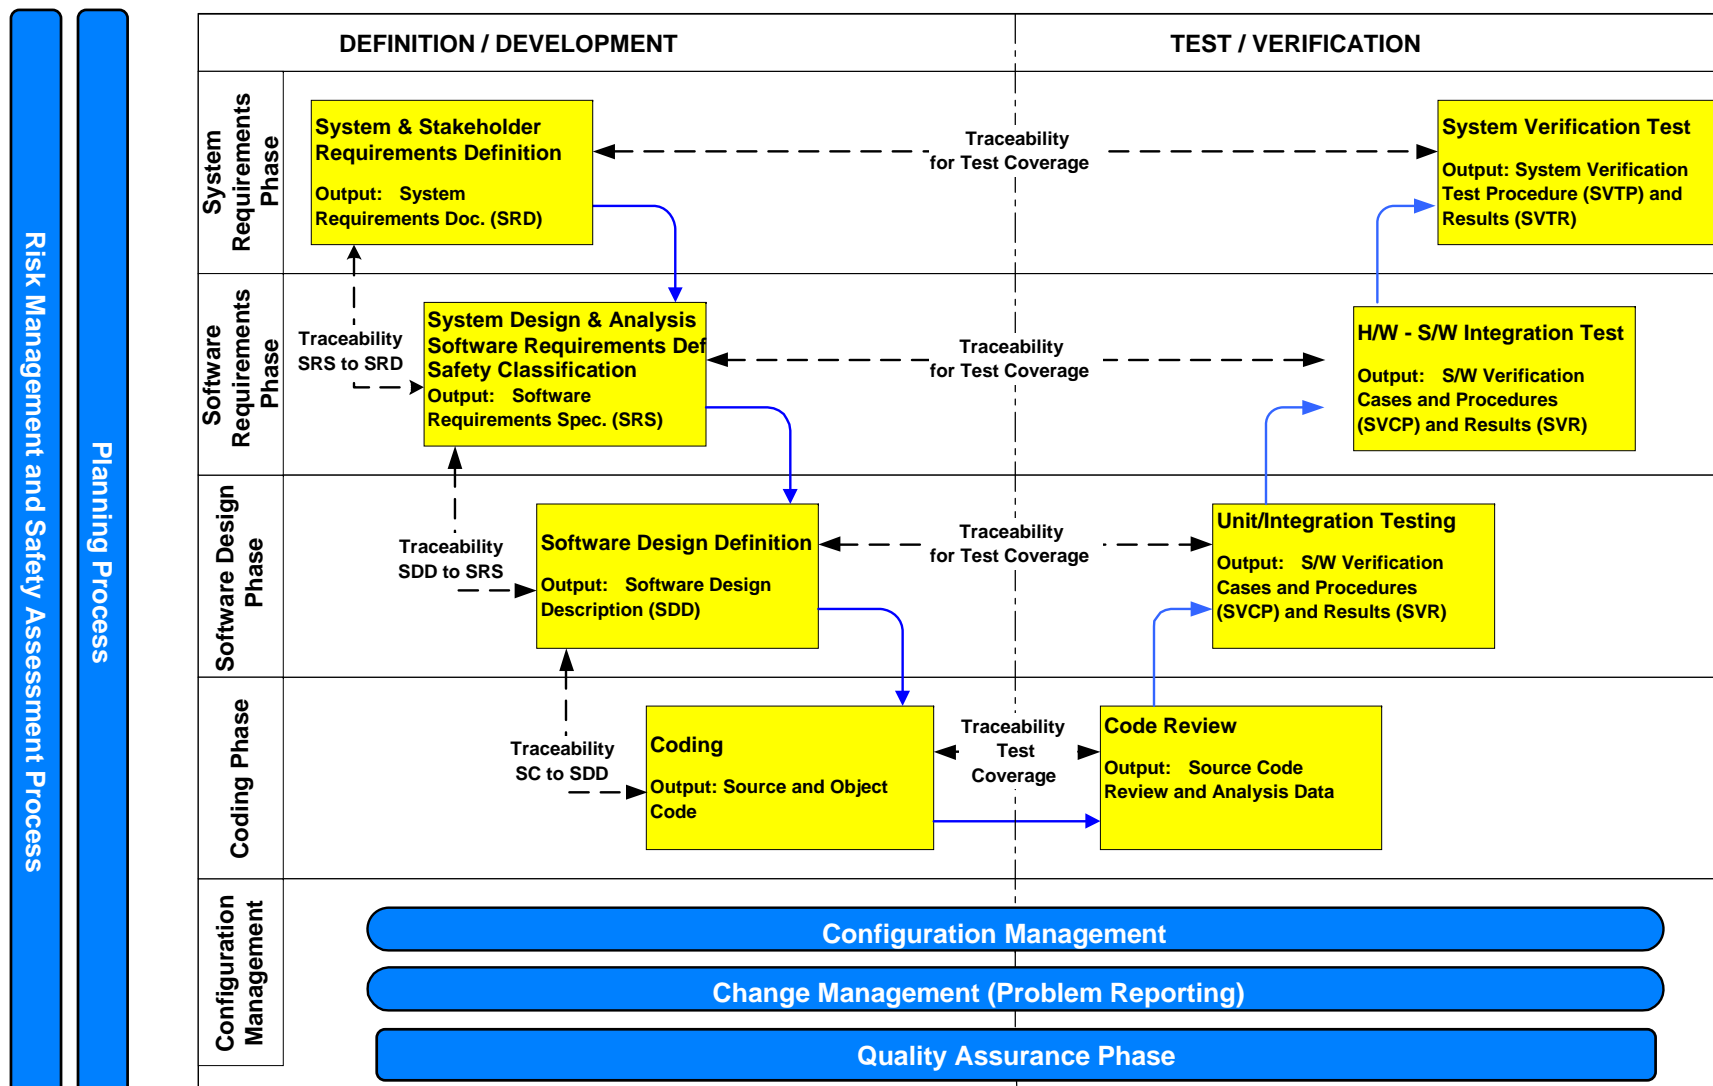 Risk Management and Safety Assessment Process
Planning Process
DEFINITION / DEVELOPMENT
TEST / VERIFICATION
System
Requirements
Phase
System & Stakeholder
Requirements Definition
Output: System
Requirements Doc. (SRD)
Traceability
for Test Coverage
System Verification Test
Output: System Verification
Test Procedure (SVTP) and
Results (SVTR)
Software
Requirements
Phase
Traceability
SRS to SRD
System Design & Analysis
Software Requirements Def
Safety Classification
Output: Software
Requirements Spec. (SRS)
Traceability
for Test Coverage
H/W - S/W Integration Test
Output: S/W Verification
Cases and Procedures
(SVCP) and Results (SVR)
Software Design
Phase
Traceability
SDD to SRS
Software Design Definition
Output: Software Design
Description (SDD)
Traceability
for Test Coverage
Unit/Integration Testing
Output: S/W Verification
Cases and Procedures
(SVCP) and Results (SVR)
Coding Phase
Traceability
SC to SDD
Coding
Output: Source and Object
Code
Traceability
Test
Coverage
Code Review
Output: Source Code
Review and Analysis Data
Configuration
Management
Configuration Management
Change Management (Problem Reporting)
Quality Assurance Phase